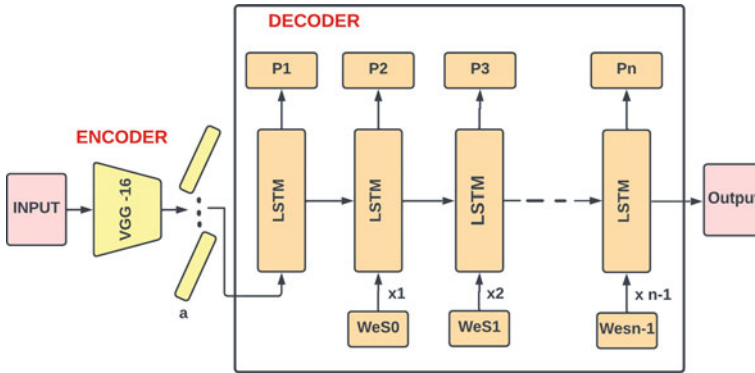 DECODER
P1
P2
P3
Pn
ENCODER
INPUT
VGG -16
LSTM
LSTM
LSTM
LSTM
Output
a
x1
x2
x n-1
WeS0
WeS1
Wesn-1